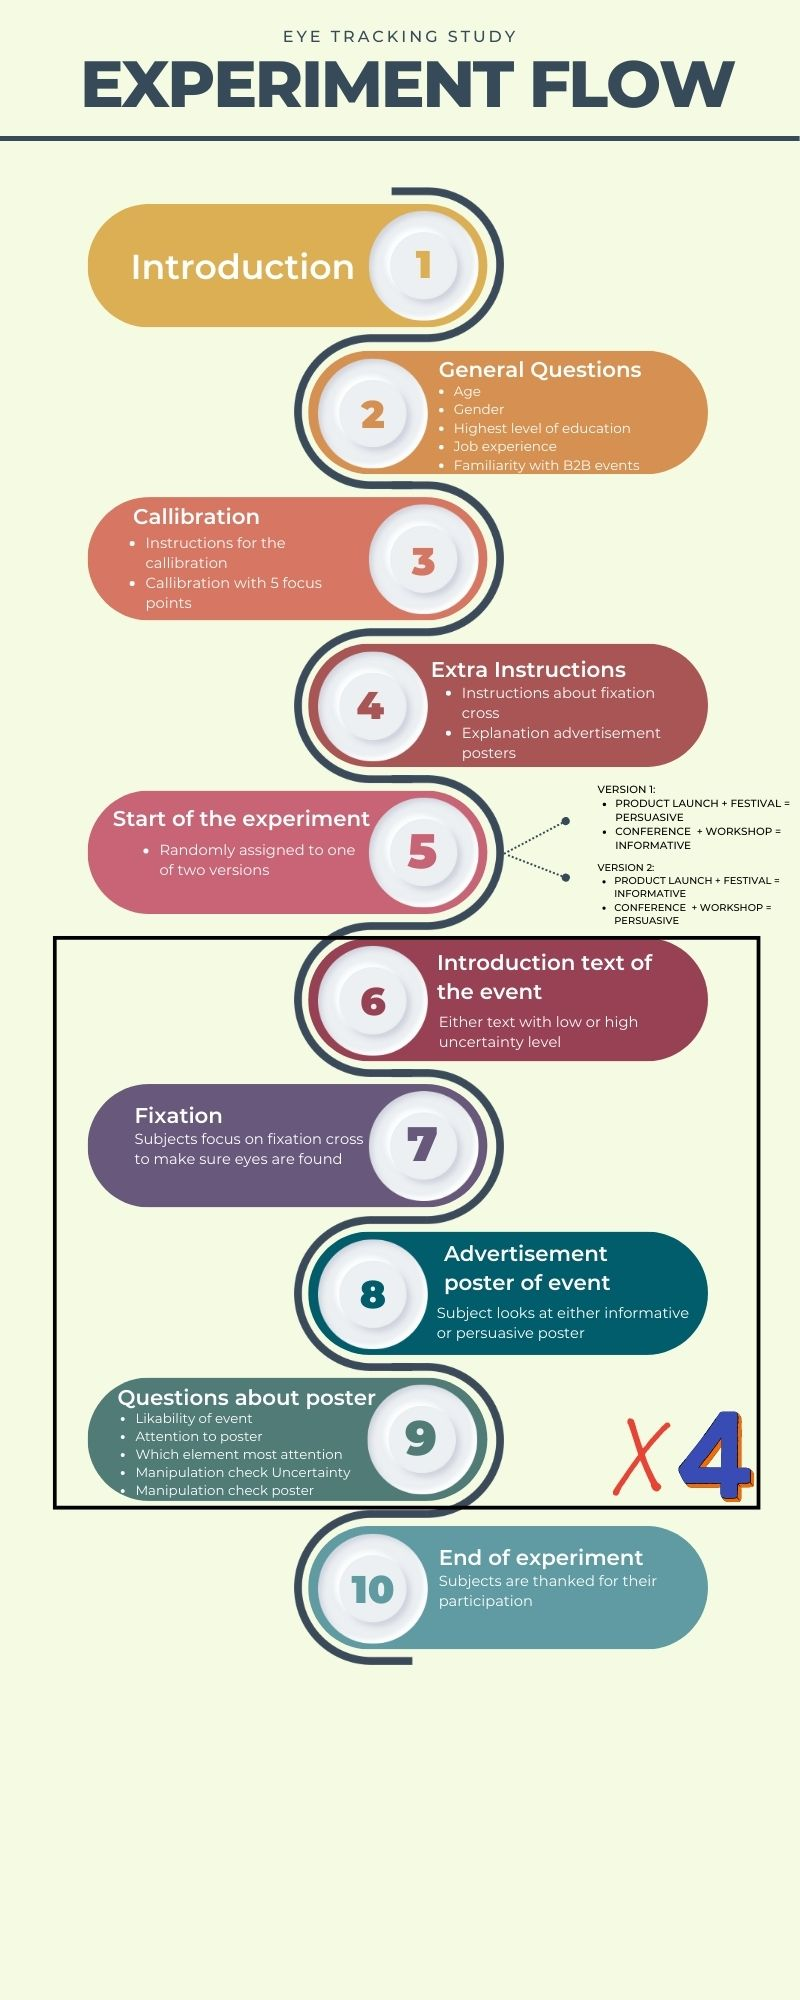 EYE TRACKING STUDY
EXPERIMENT FLOW
Introduction
1
2
General Questions
Age
Gender
Highest level of education
Job experience
Familiarity with B2B events
Callibration
Instructions for the
callibration
Callibration with 5 focus
points
3
4
Extra Instructions
Instructions about fixation
cross
Explanation advertisement
posters
Start of the experiment
Randomly assigned to one
of two versions
5
VERSION 1:
PRODUCT LAUNCH + FESTIVAL =
PERSUASIVE
CONFERENCE + WORKSHOP =
INFORMATIVE
VERSION 2:
PRODUCT LAUNCH + FESTIVAL =
INFORMATIVE
CONFERENCE + WORKSHOP =
PERSUASIVE
6
Introduction text of
the event
Either text with low or high
uncertainty level
Fixation
Subjects focus on fixation cross
to make sure eyes are found
7
8
Advertisement
poster of event
Subject looks at either informative
or persuasive poster
Questions about poster
Likability of event
Attention to poster
Which element most attention
Manipulation check Uncertainty
Manipulation check poster
9
X4
10
End of experiment
Subjects are thanked for their
participation